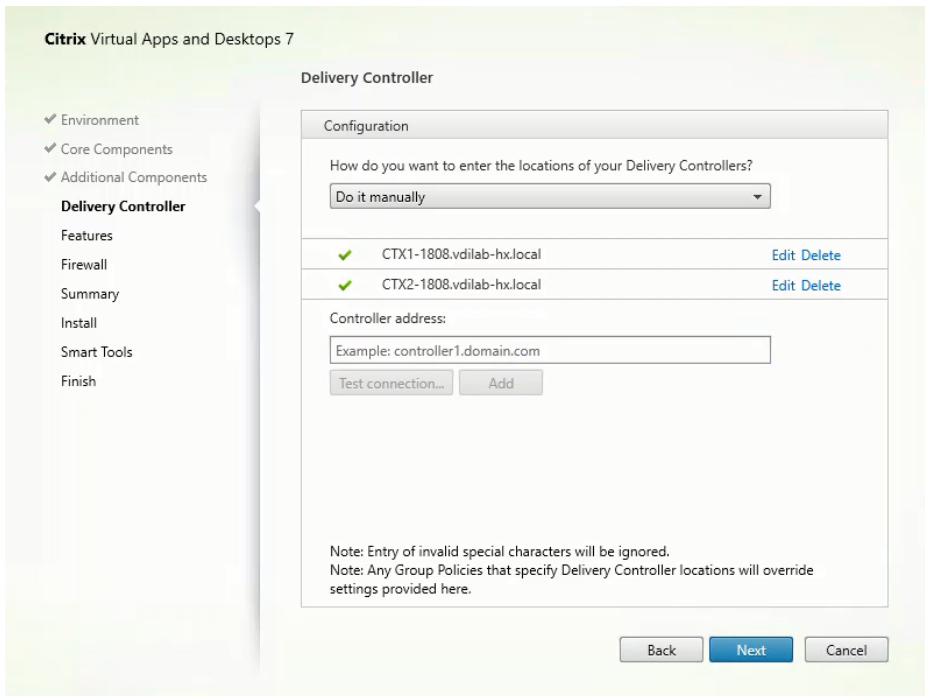 Citrix Virtual Apps and Desktops 7
Delivery Controller
Environment
Core Components
Additional Components
Delivery Controller
Features
Firewall
Summary
Install
Smart Tools
Finish
Configuration
How do you want to enter the locations of your Delivery Controllers?
Do it manually
CTX1-1808.vdilab-hx.local Edit Delete
CTX2-1808.vdilab-hx.local Edit Delete
Controller address:
Example: controller1.domain.com
Test connection... Add
Note: Entry of invalid special characters will be ignored.
Note: Any Group Policies that specify Delivery Controller locations will override
settings provided here.
Back Next Cancel